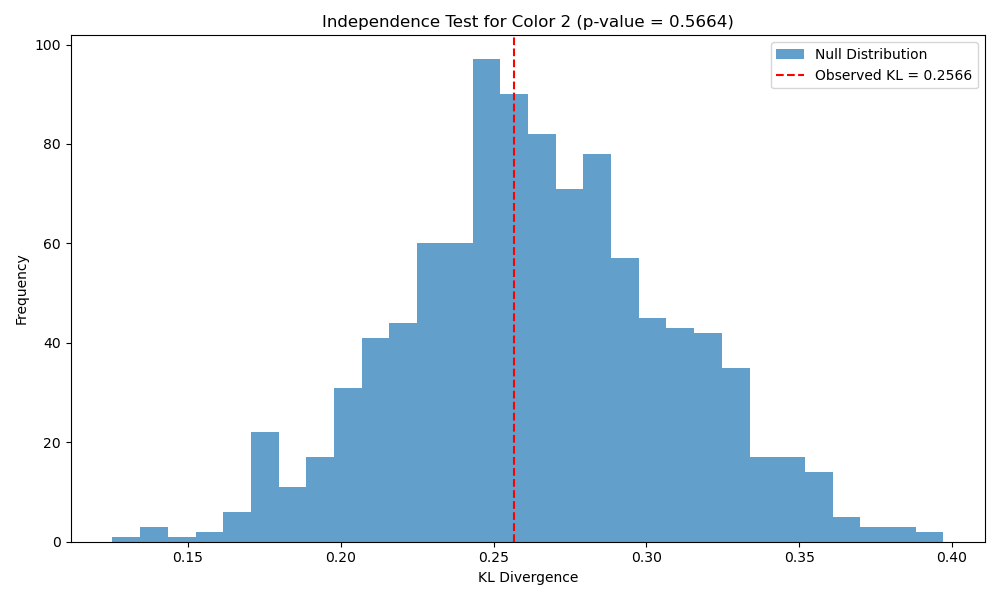 Independence Test for Color 2 (p-value = 0.5664)
Null Distribution
Observed KL = 0.2566
Frequency
100
80
60
40
20
0
0.15 0.20 0.25 0.30 0.35 0.40
KL Divergence